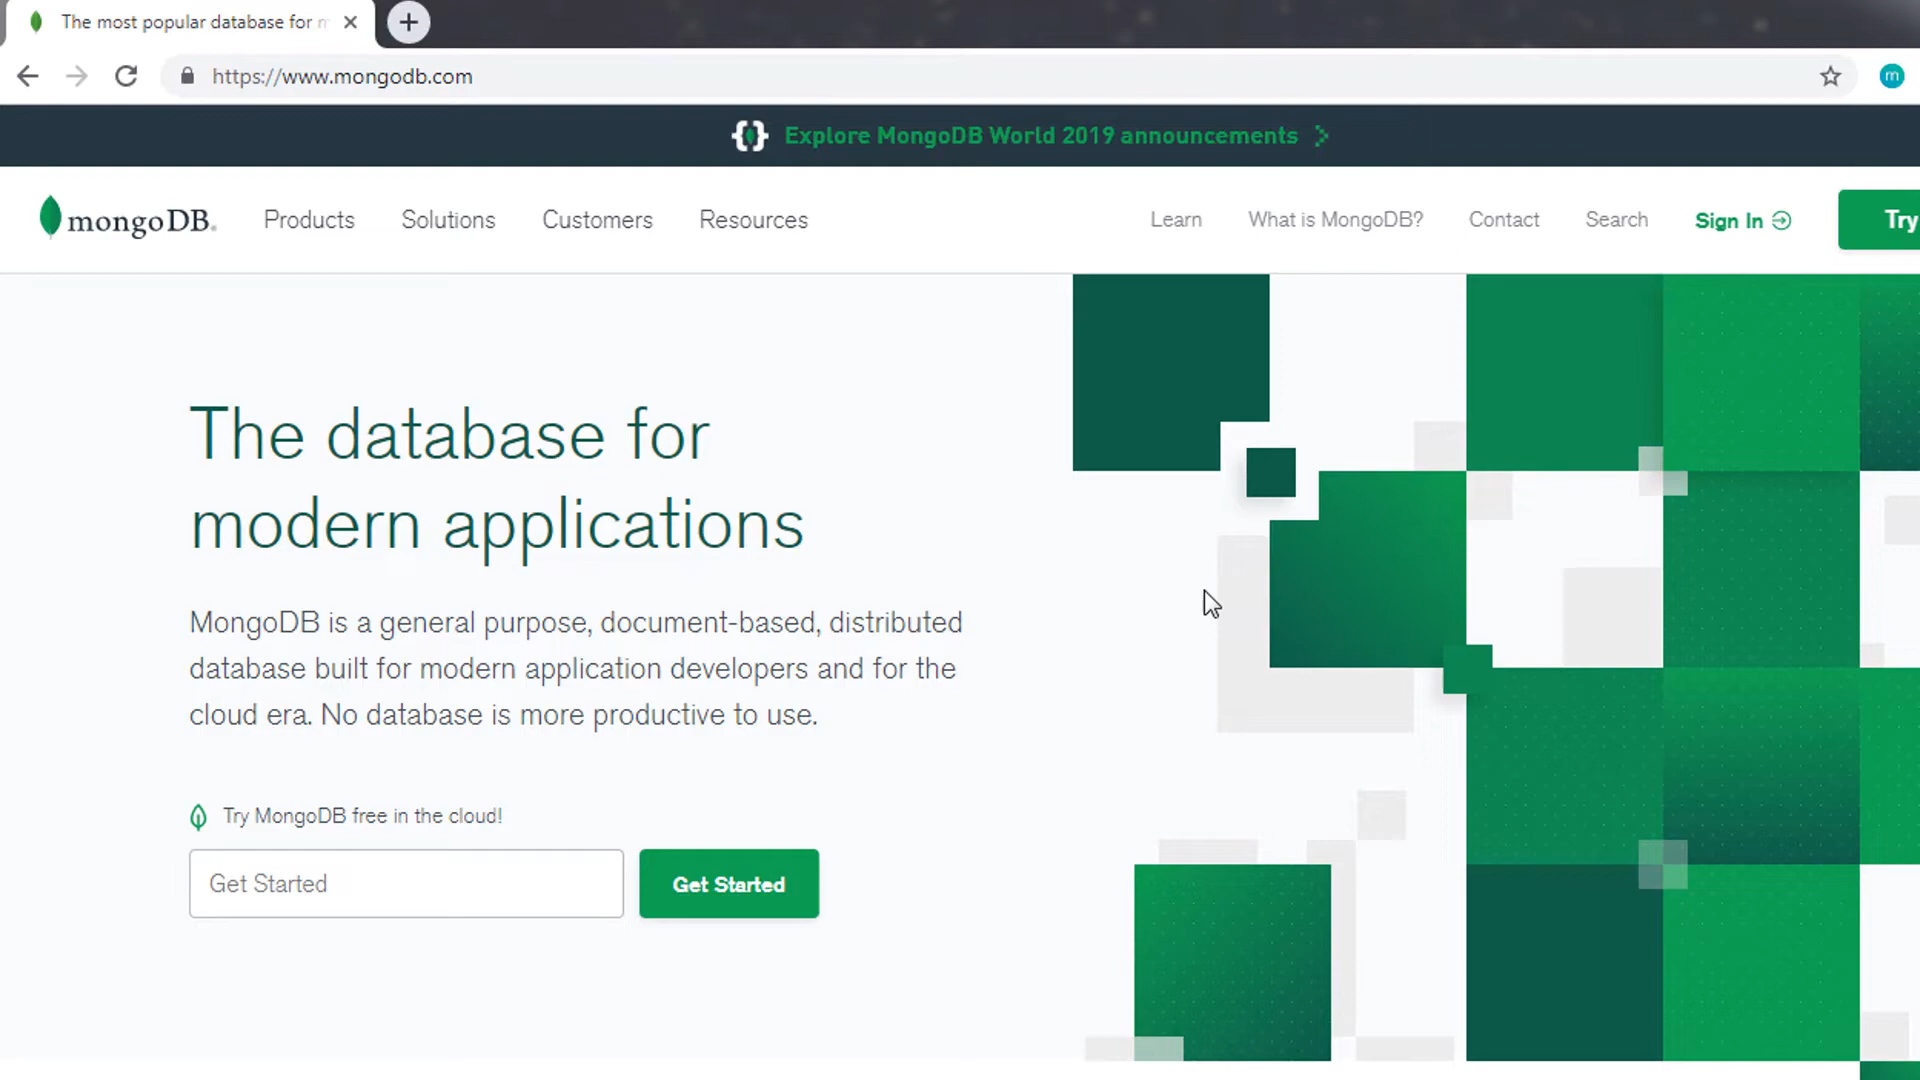 The most popular database for m
https://www.mongodb.com
m
Explore MongoDB World 2019 announcements
mongoDB.
Products
Solutions
Customers
Resources
Learn
What is MongoDB?
Contact
Search
Sign In
Try
The database for
modern applications
MongoDB is a general purpose, document-based, distributed
database built for modern application developers and for the
cloud era. No database is more productive to use.
Try MongoDB free in the cloud!
Get Started
Get Started